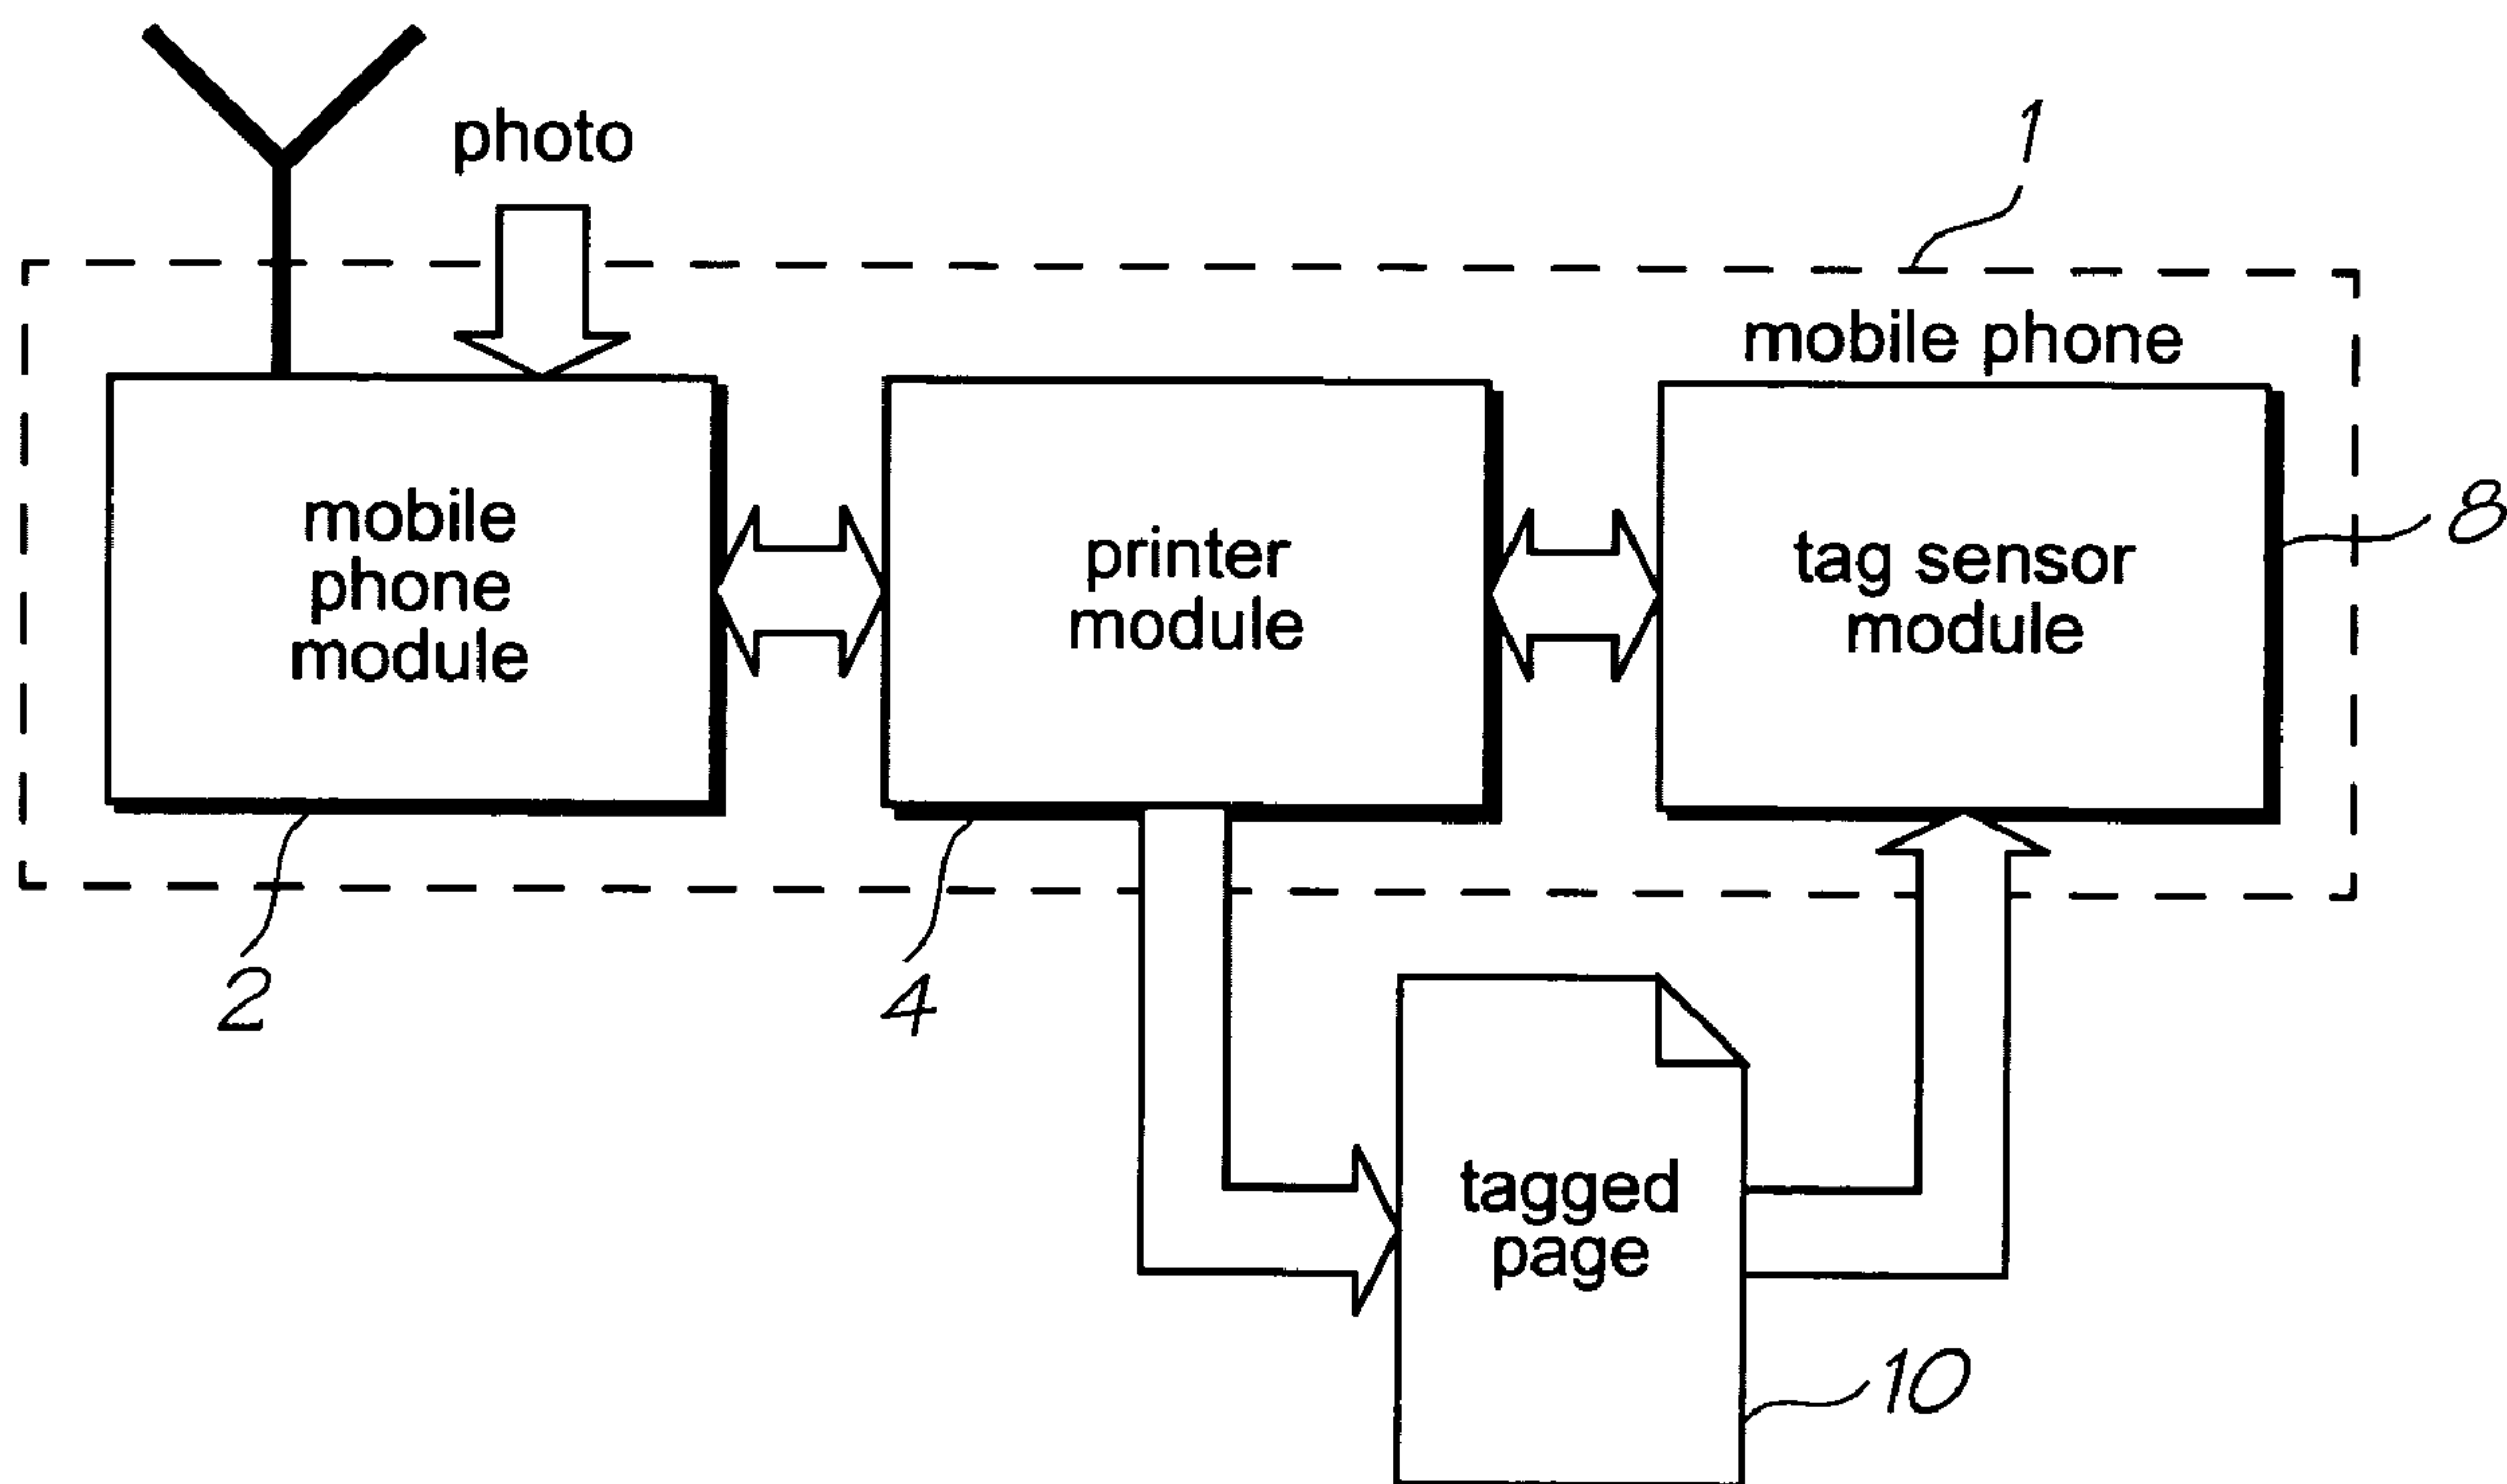 photo
1
mobile phone
mobile
phone
module
printer
module
tag sensor
module
8
2
4
tagged
page
10